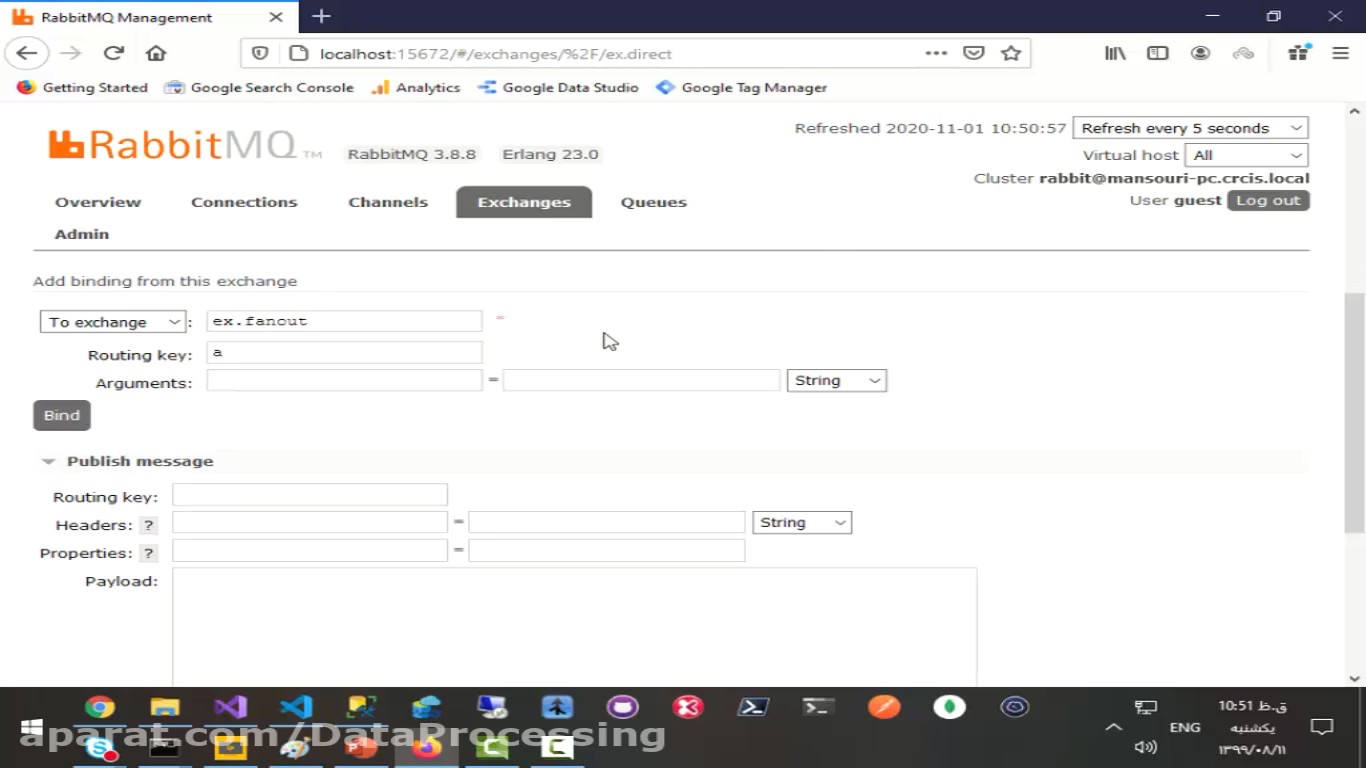 RabbitMQ Management
localhost:15672/#/exchanges/%2F/ex.direct
Getting Started Google Search Console Analytics Google Data Studio Google Tag Manager
RabbitMQ TM RabbitMQ 3.8.8 Erlang 23.0
Refreshed 2020-11-01 10:50:57 Refresh every 5 seconds
Virtual host All
Cluster rabbit@mansouri-pc.crcis.local
User guest Log out
Overview Connections Channels Exchanges Queues
Admin
Add binding from this exchange
To exchange : ex.fanout *
Routing key: a
Arguments: = String
Bind
Publish message
Routing key:
Headers: ? = String
Properties: ? =
Payload:
10:51 ق.ظ
ENG یکشنبه
۱۳۹۹/۰۸/۱۱
aparat.com/DataProcessing